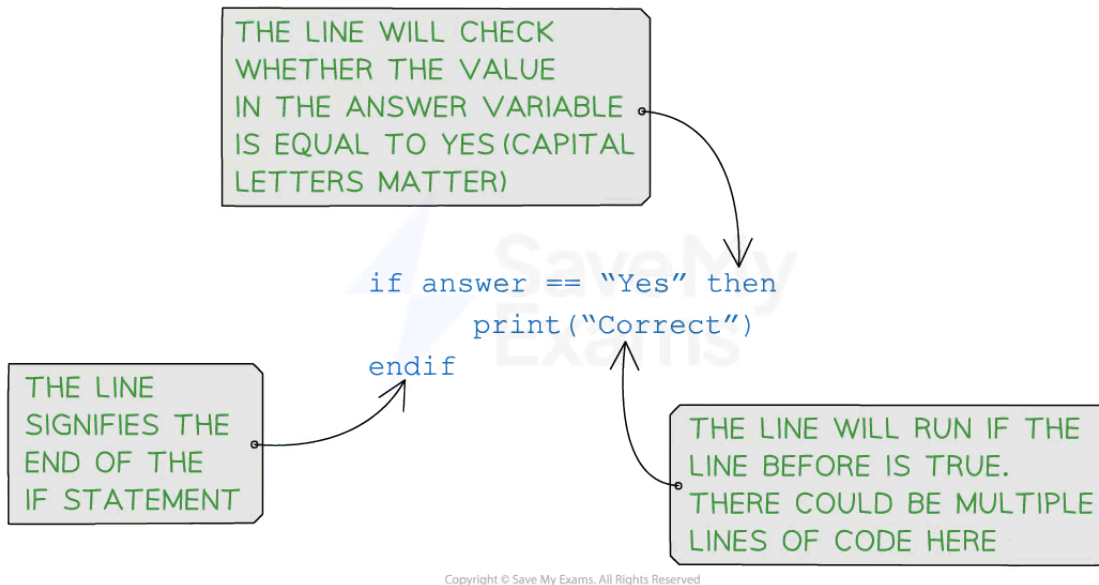 THE LINE WILL CHECK
WHETHER THE VALUE
IN THE ANSWER VARIABLE
IS EQUAL TO YES (CAPITAL
LETTERS MATTER)
SaveMy
Exams
if answer == “Yes” then
print(“Correct”)
endif
THE LINE
SIGNIFIES THE
END OF THE
IF STATEMENT
THE LINE WILL RUN IF THE
LINE BEFORE IS TRUE.
THERE COULD BE MULTIPLE
LINES OF CODE HERE
Copyright © Save My Exams. All Rights Reserved